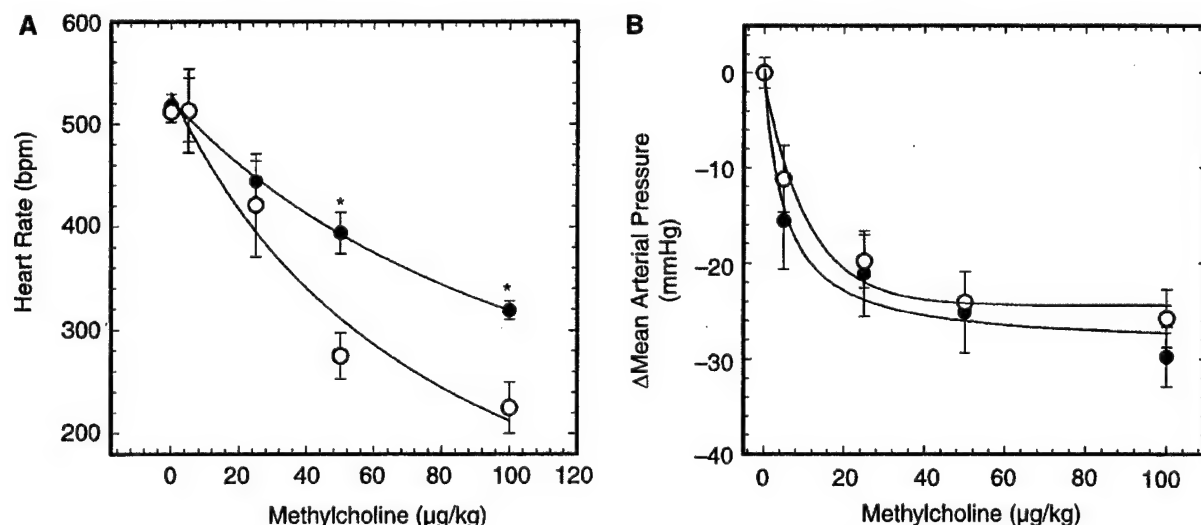 A
600
500
400
300
200
Heart Rate (bpm)
*
*
0 20 40 60 80 100 120
Methylcholine (µg/kg)
B
0
−10
−20
−30
−40
ΔMean Arterial Pressure
(mmHg)
0 20 40 60 80 100
Methylcholine (µg/kg)